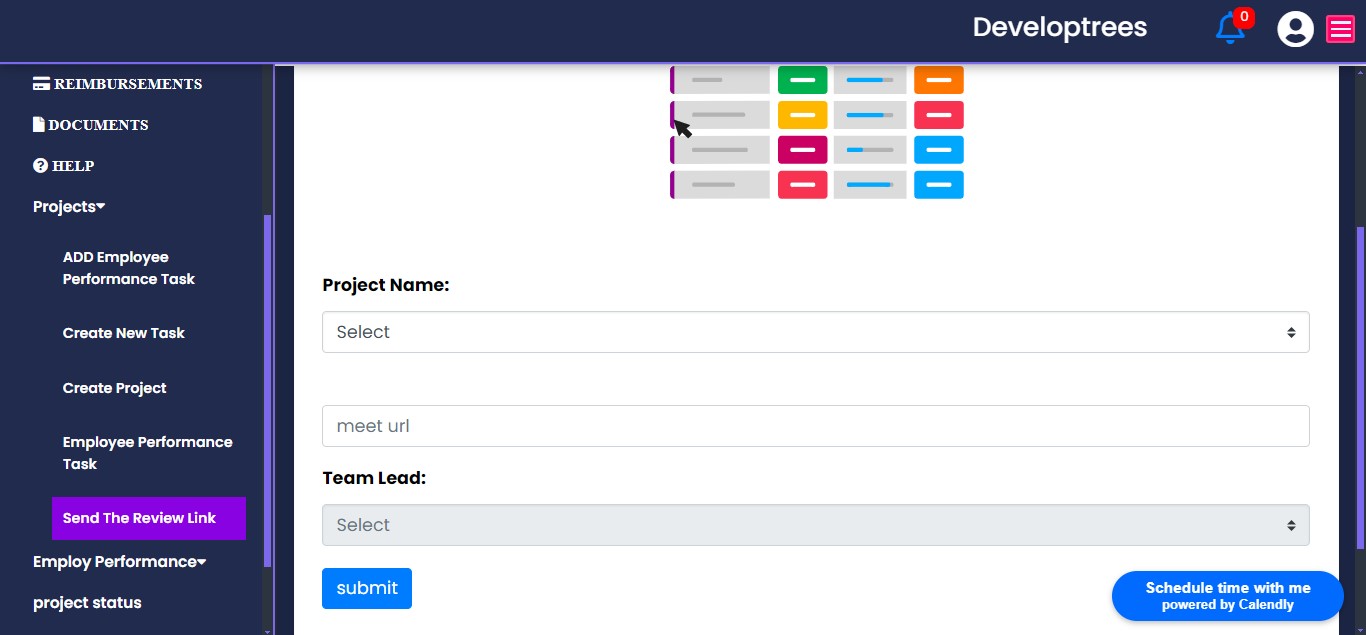 Developtrees
0
REIMBURSEMENTS
DOCUMENTS
HELP
Projects
ADD Employee
Performance Task
Create New Task
Create Project
Employee Performance
Task
Send The Review Link
Employ Performance
project status
Project Name:
Select
meet url
Team Lead:
Select
submit
Schedule time with me
powered by Calendly